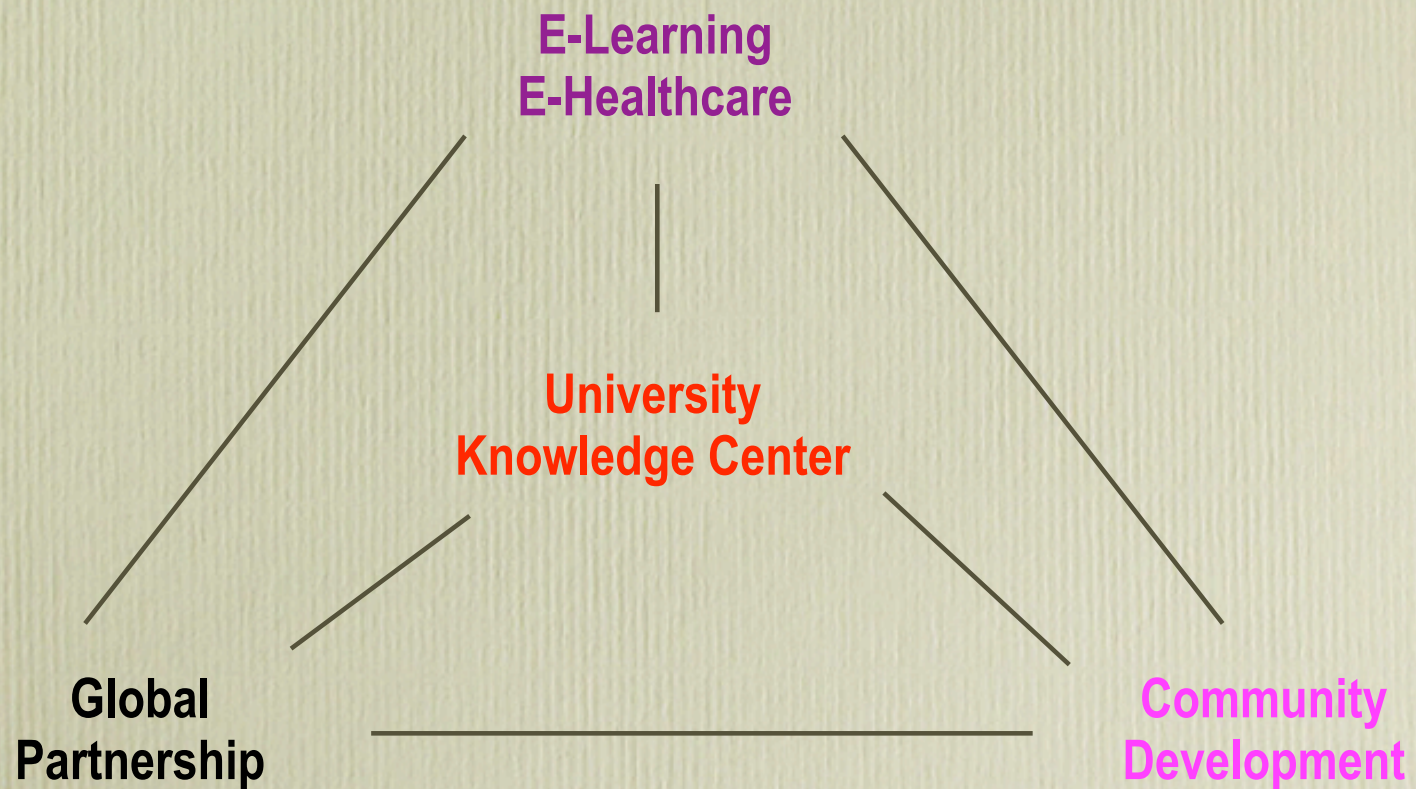 E-Learning
E-Healthcare
University
Knowledge Center
Global
Partnership
Community
Development